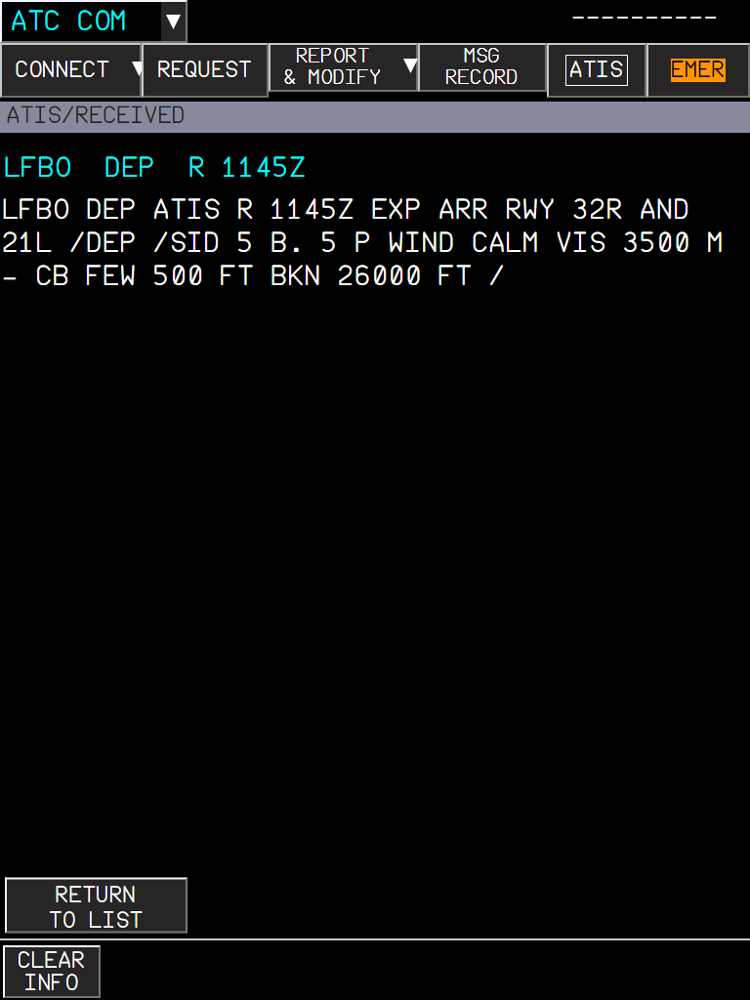 ATC COM ▼ ----------
CONNECT ▼ REQUEST REPORT & MODIFY ▼ MSG RECORD ATIS EMER
ATIS/RECEIVED
LFBO DEP R 1145Z
LFBO DEP ATIS R 1145Z EXP ARR RWY 32R AND
21L /DEP /SID 5 B. 5 P WIND CALM VIS 3500 M
- CB FEW 500 FT BKN 26000 FT /
RETURN
TO LIST
CLEAR
INFO